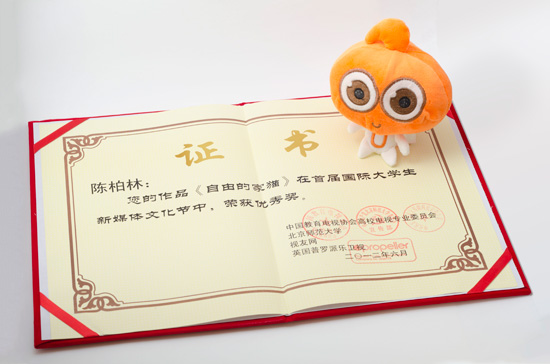 证书
陈柏林：
您的作品《自由的宠猫》在首届国际大学生
新媒体文化节中，荣获优秀奖。
中国教育电视协会高校电视专业委员会
北京师范大学
视友网
英国普罗派乐卫视
propeller
二〇一二年六月